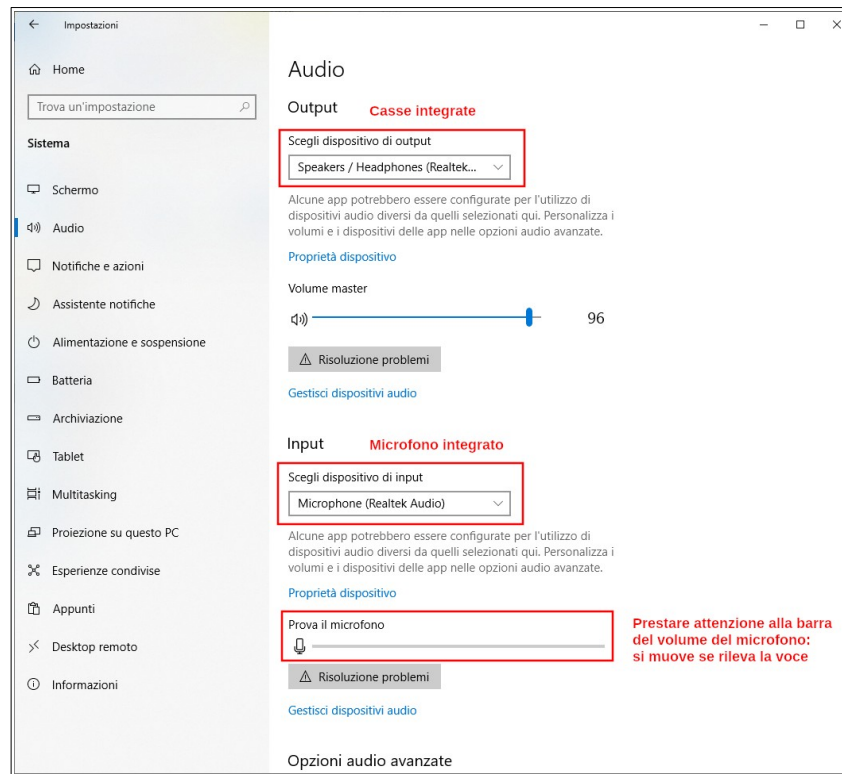 Impostazioni
Home
Trova un'impostazione
Sistema
Schermo
Audio
Notifiche e azioni
Assistente notifiche
Alimentazione e sospensione
Batteria
Archiviazione
Tablet
Multitasking
Proiezione su questo PC
Esperienze condivise
Appunti
Desktop remoto
Informazioni
Audio
Output
Casse integrate
Scegli dispositivo di output
Speakers / Headphones (Realtek...
Alcune app potrebbero essere configurate per l'utilizzo di
dispositivi audio diversi da quelli selezionati qui. Personalizza i
volumi e i dispositivi delle app nelle opzioni audio avanzate.
Proprietà dispositivo
Volume master
96
Risoluzione problemi
Gestisci dispositivi audio
Input
Microfono integrato
Scegli dispositivo di input
Microphone (Realtek Audio)
Alcune app potrebbero essere configurate per l'utilizzo di
dispositivi audio diversi da quelli selezionati qui. Personalizza i
volumi e i dispositivi delle app nelle opzioni audio avanzate.
Proprietà dispositivo
Prova il microfono
Prestare attenzione alla barra
del volume del microfono:
si muove se rileva la voce
Risoluzione problemi
Gestisci dispositivi audio
Opzioni audio avanzate